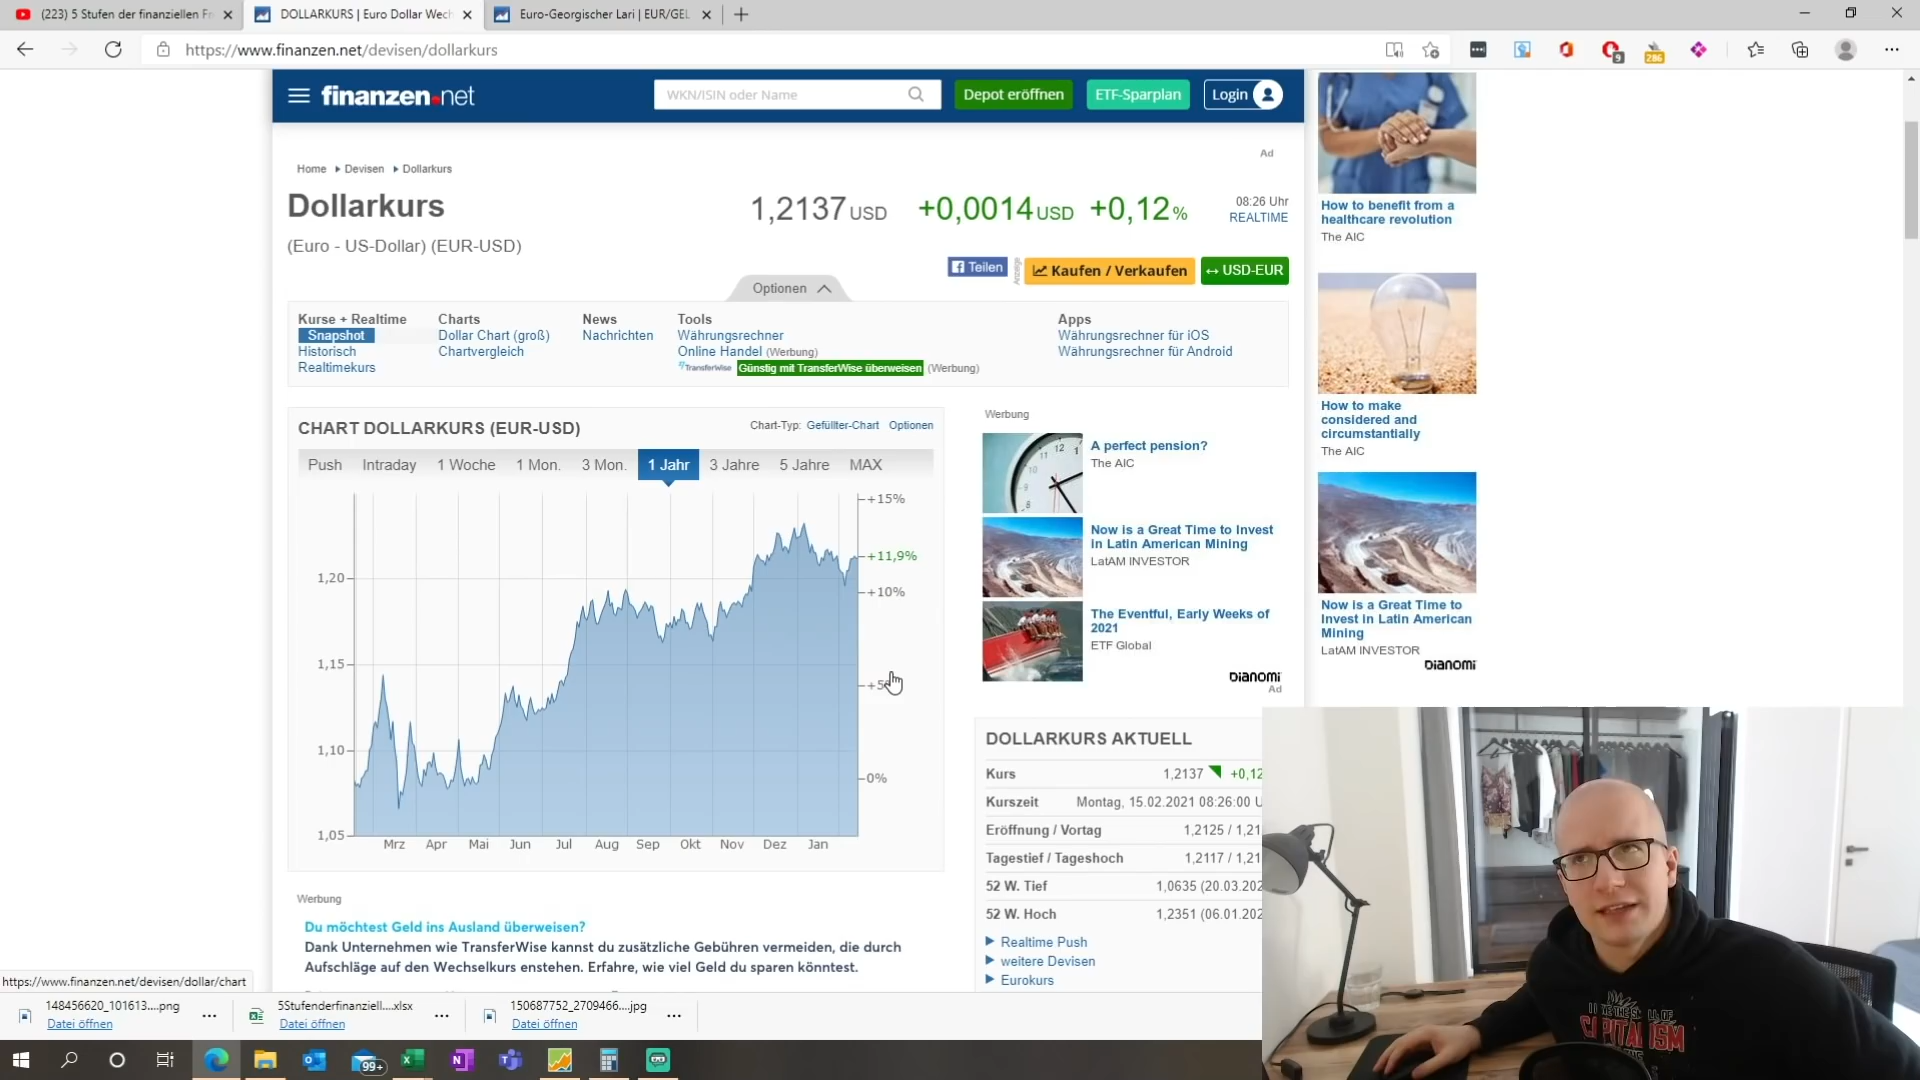 (223) 5 Stufen der finanziellen Fr
DOLLARKURS | Euro Dollar Wech
Euro-Georgischer Lari | EUR/GEL
https://www.finanzen.net/devisen/dollarkurs
9
286
finanzen.net
WKN/ISIN oder Name
Depot eröffnen
ETF-Sparplan
Login
Ad
Home
Devisen
Dollarkurs
Dollarkurs
1,2137 USD
+0,0014 USD
+0,12 %
08:26 Uhr
REALTIME
(Euro - US-Dollar) (EUR-USD)
Teilen
Anzeige
Kaufen / Verkaufen
↔ USD-EUR
Optionen
Kurse + Realtime
Snapshot
Historisch
Realtimekurs
Charts
Dollar Chart (groß)
Chartvergleich
News
Nachrichten
Tools
Währungsrechner
Online Handel (Werbung)
TransferWise Günstig mit TransferWise überweisen (Werbung)
Apps
Währungsrechner für iOS
Währungsrechner für Android
CHART DOLLARKURS (EUR-USD)
Chart-Typ: Gefüllter-Chart Optionen
Push Intraday 1 Woche 1 Mon. 3 Mon. 1 Jahr 3 Jahre 5 Jahre MAX
+15%
+11,9%
+10%
0%
1,20
1,15
1,10
1,05
Mrz Apr Mai Jun Jul Aug Sep Okt Nov Dez Jan
Werbung
A perfect pension?
The AIC
Now is a Great Time to Invest
in Latin American Mining
LatAM INVESTOR
The Eventful, Early Weeks of
2021
ETF Global
DIANOMI
Ad
How to benefit from a
healthcare revolution
The AIC
How to make
considered and
circumstantially
The AIC
Now is a Great Time to
Invest in Latin American
Mining
LatAM INVESTOR
DIANOMI
DOLLARKURS AKTUELL
Kurs 1,2137 +0,12
Kurszeit Montag, 15.02.2021 08:26:00 U
Eröffnung / Vortag 1,2125 / 1,21
Tagestief / Tageshoch 1,2117 / 1,21
52 W. Tief 1,0635 (20.03.202
52 W. Hoch 1,2351 (06.01.202
Realtime Push
weitere Devisen
Eurokurs
Werbung
Du möchtest Geld ins Ausland überweisen?
Dank Unternehmen wie TransferWise kannst du zusätzliche Gebühren vermeiden, die durch
Aufschläge auf den Wechselkurs entstehen. Erfahre, wie viel Geld du sparen könntest.
https://www.finanzen.net/devisen/dollar/chart
148456620_101613....png
Datei öffnen
5Stufenderfinanziell....xlsx
Datei öffnen
150687752_2709466....jpg
Datei öffnen
99+
CAPITALISM